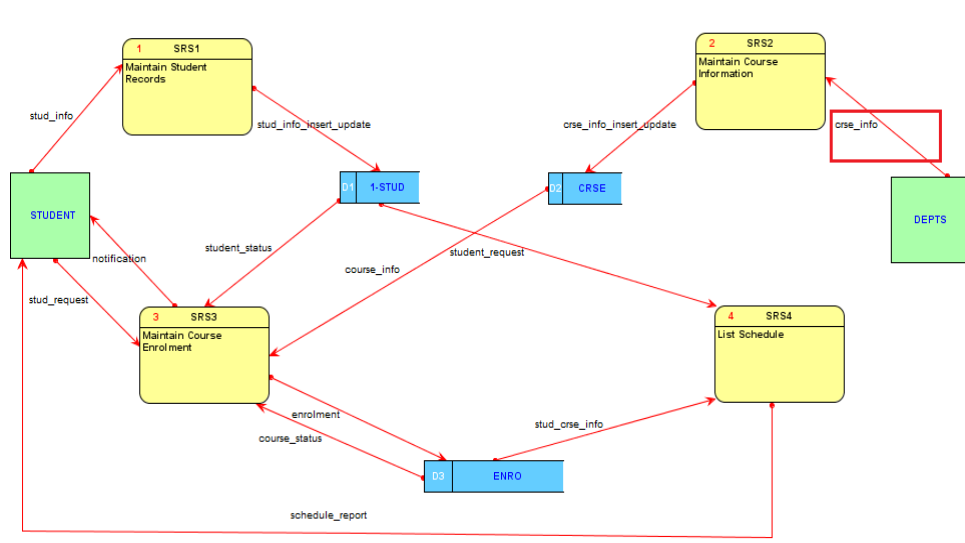 1 SRS1
Maintain Student
Records
2 SRS2
Maintain Course
Information
stud_info
stud_info_insert_update
crse_info_insert_update
crse_info
D1 1-STUD
D2 CRSE
STUDENT
DEPTS
student_status
student_request
notification
course_info
stud_request
3 SRS3
Maintain Course
Enrolment
4 SRS4
List Schedule
enrolment
stud_crse_info
course_status
D3 ENRO
schedule_report